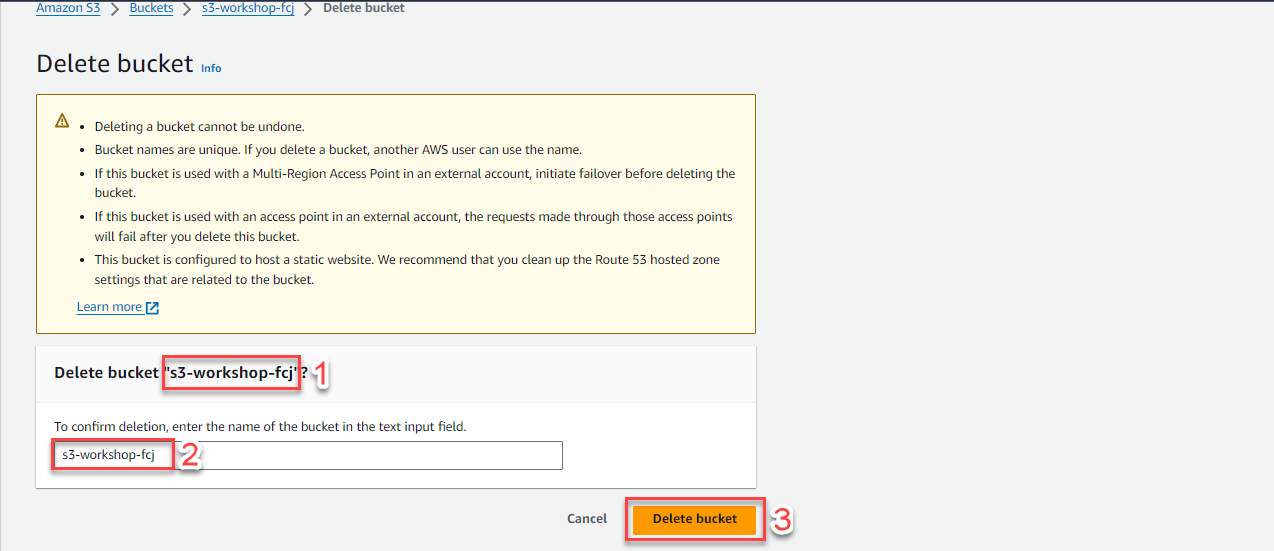 Amazon S3 > Buckets > s3-workshop-fcj > Delete bucket
Delete bucket Info
• Deleting a bucket cannot be undone.
• Bucket names are unique. If you delete a bucket, another AWS user can use the name.
• If this bucket is used with a Multi-Region Access Point in an external account, initiate failover before deleting the
bucket.
• If this bucket is used with an access point in an external account, the requests made through those access points
will fail after you delete this bucket.
• This bucket is configured to host a static website. We recommend that you clean up the Route 53 hosted zone
settings that are related to the bucket.
Learn more
Delete bucket "s3-workshop-fcj"? 1
To confirm deletion, enter the name of the bucket in the text input field.
s3-workshop-fcj 2
Cancel Delete bucket 3